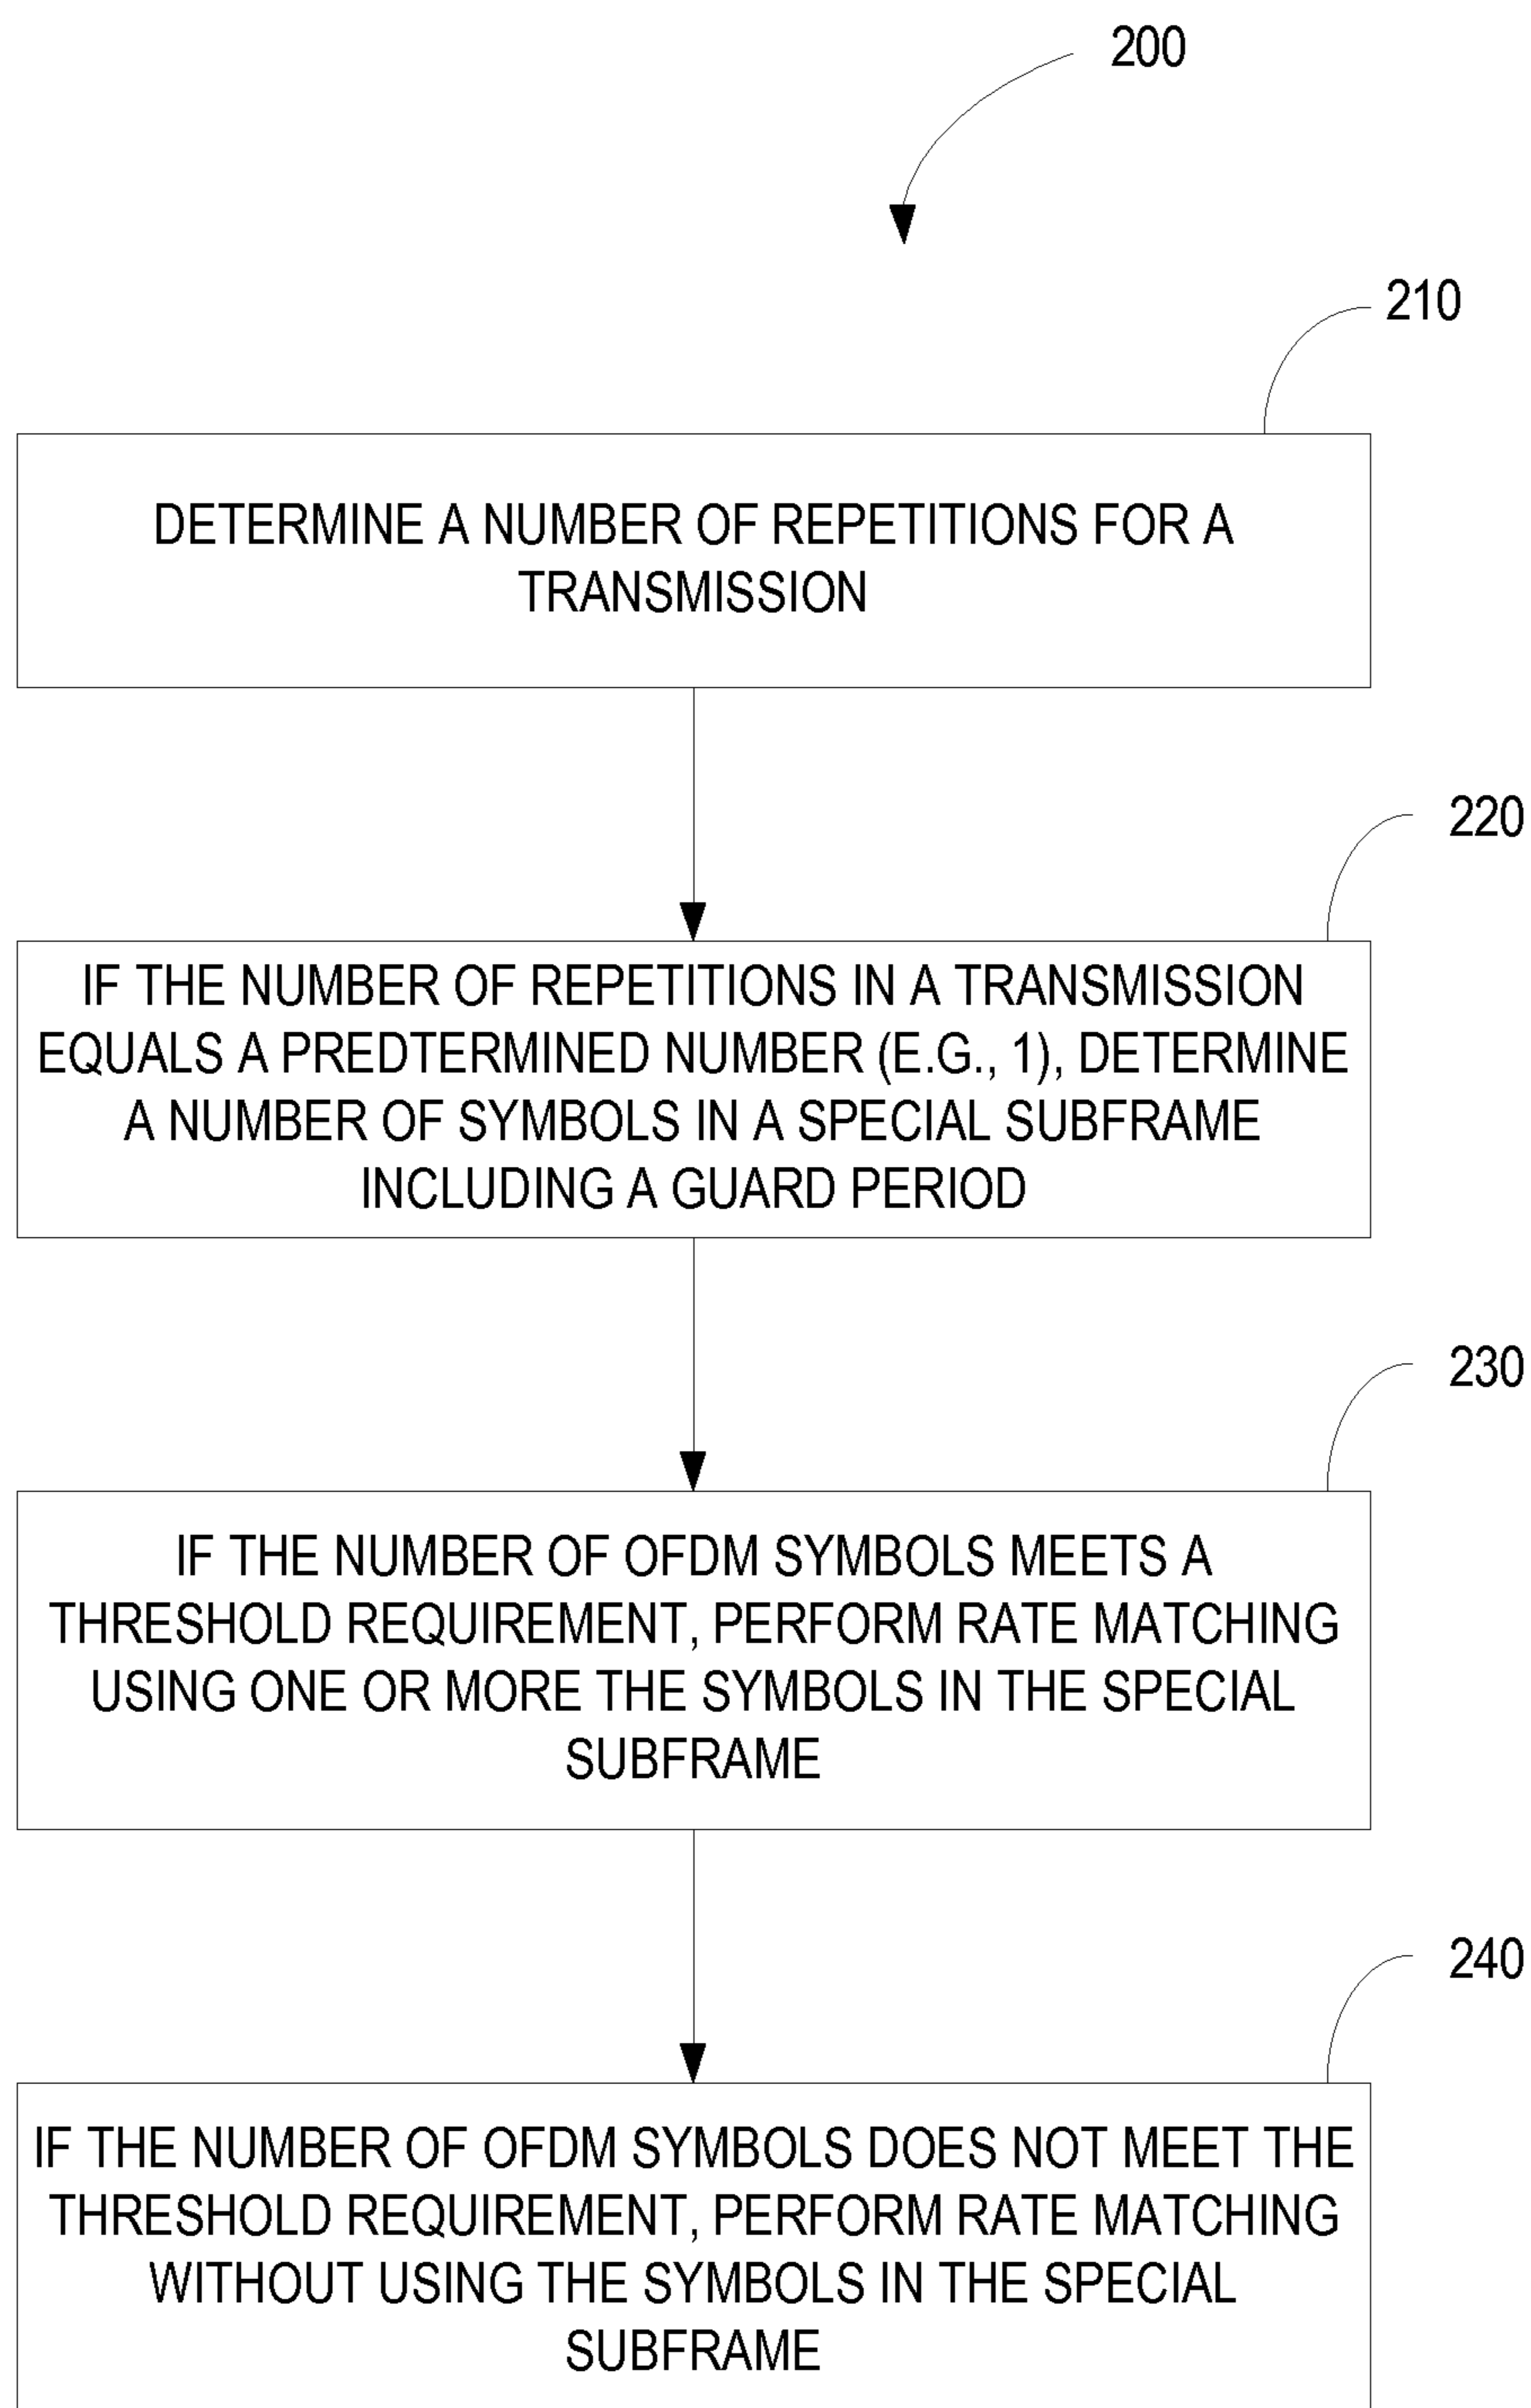 200
210
DETERMINE A NUMBER OF REPETITIONS FOR A
TRANSMISSION
220
IF THE NUMBER OF REPETITIONS IN A TRANSMISSION
EQUALS A PREDTERMINED NUMBER (E.G., 1), DETERMINE
A NUMBER OF SYMBOLS IN A SPECIAL SUBFRAME
INCLUDING A GUARD PERIOD
230
IF THE NUMBER OF OFDM SYMBOLS MEETS A
THRESHOLD REQUIREMENT, PERFORM RATE MATCHING
USING ONE OR MORE THE SYMBOLS IN THE SPECIAL
SUBFRAME
240
IF THE NUMBER OF OFDM SYMBOLS DOES NOT MEET THE
THRESHOLD REQUIREMENT, PERFORM RATE MATCHING
WITHOUT USING THE SYMBOLS IN THE SPECIAL
SUBFRAME